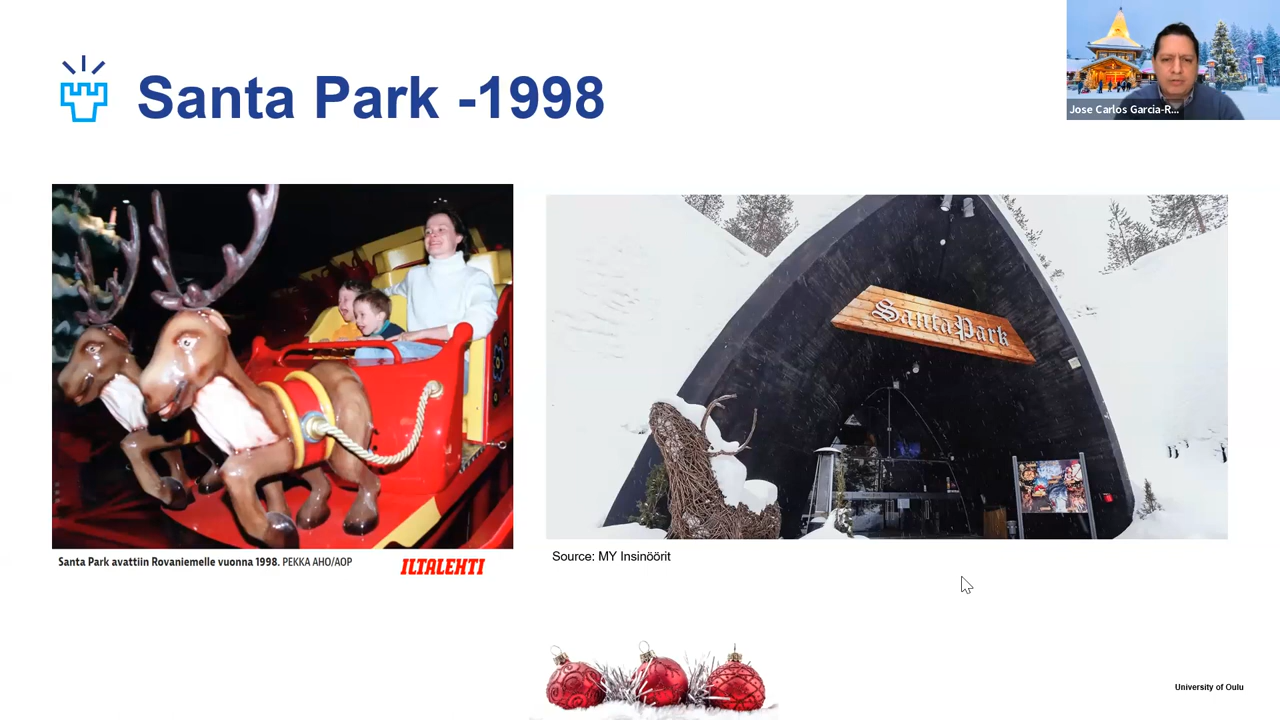 Santa Park -1998
Jose Carlos Garcia-R...
SantaPark
Santa Park avattiin Rovaniemelle vuonna 1998. PEKKA AHO/AOP
ILTALEHTI
Source: MY Insinöörit
University of Oulu